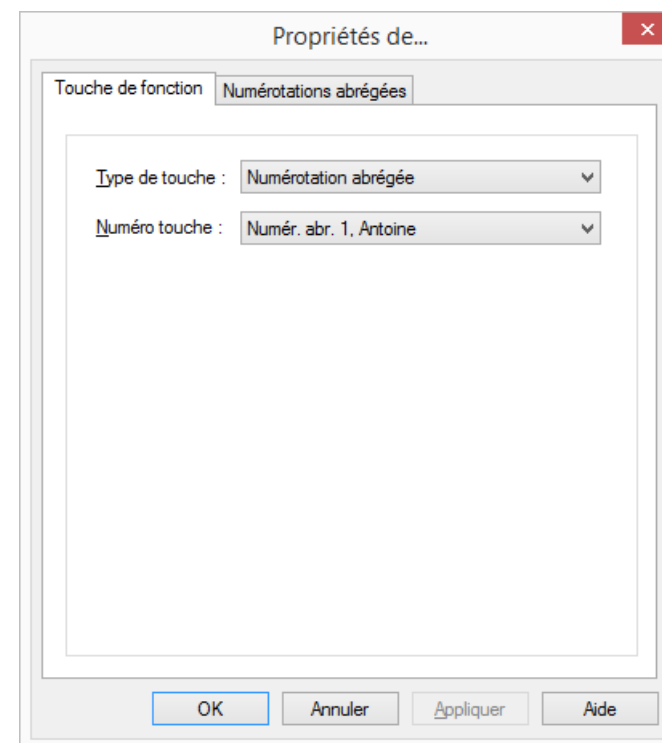 Propriétés de...
Touche de fonction Numérotations abrégées
Type de touche : Numérotation abrégée
Numéro touche : Numér. abr. 1, Antoine
OK Annuler Appliquer Aide